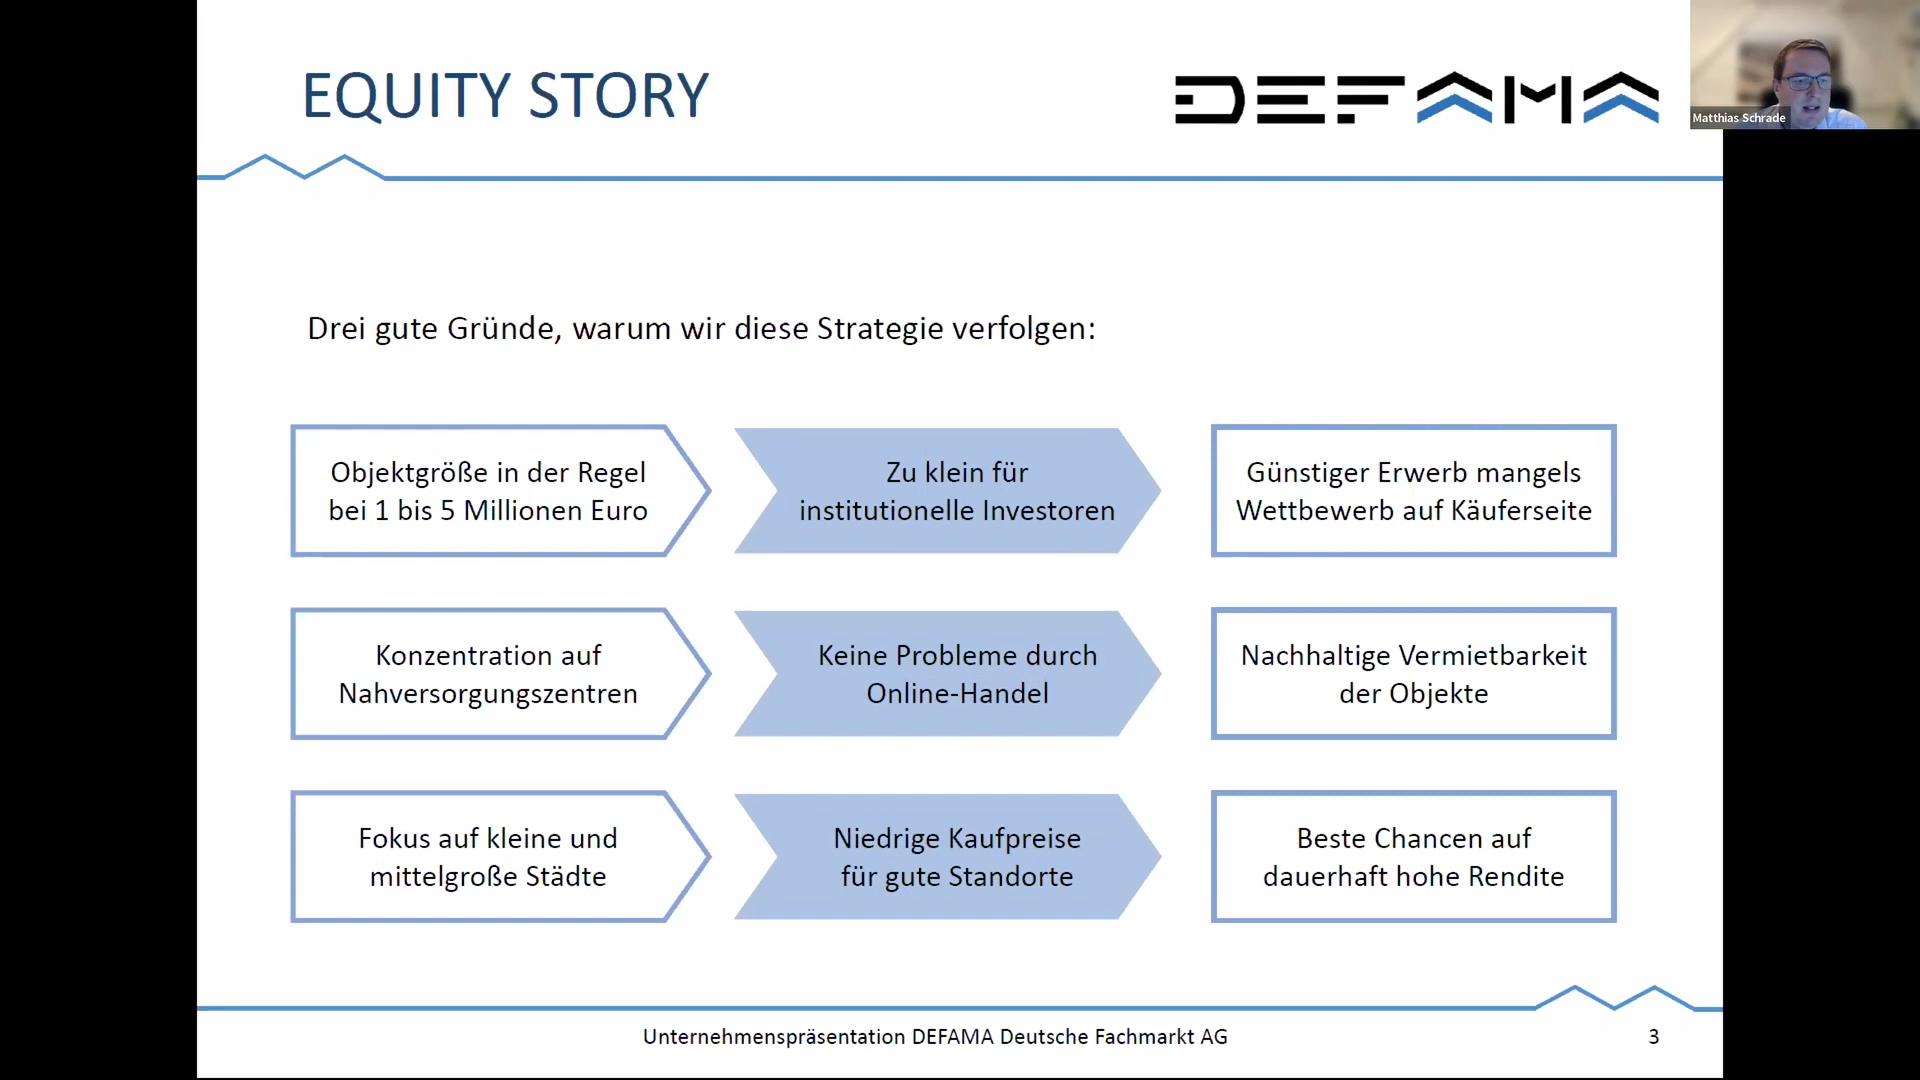 EQUITY STORY
DEFAMA
Matthias Schrade
Drei gute Gründe, warum wir diese Strategie verfolgen:
Objektgröße in der Regel
bei 1 bis 5 Millionen Euro
Zu klein für
institutionelle Investoren
Günstiger Erwerb mangels
Wettbewerb auf Käuferseite
Konzentration auf
Nahversorgungszentren
Keine Probleme durch
Online-Handel
Nachhaltige Vermietbarkeit
der Objekte
Fokus auf kleine und
mittelgroße Städte
Niedrige Kaufpreise
für gute Standorte
Beste Chancen auf
dauerhaft hohe Rendite
Unternehmenspräsentation DEFAMA Deutsche Fachmarkt AG
3